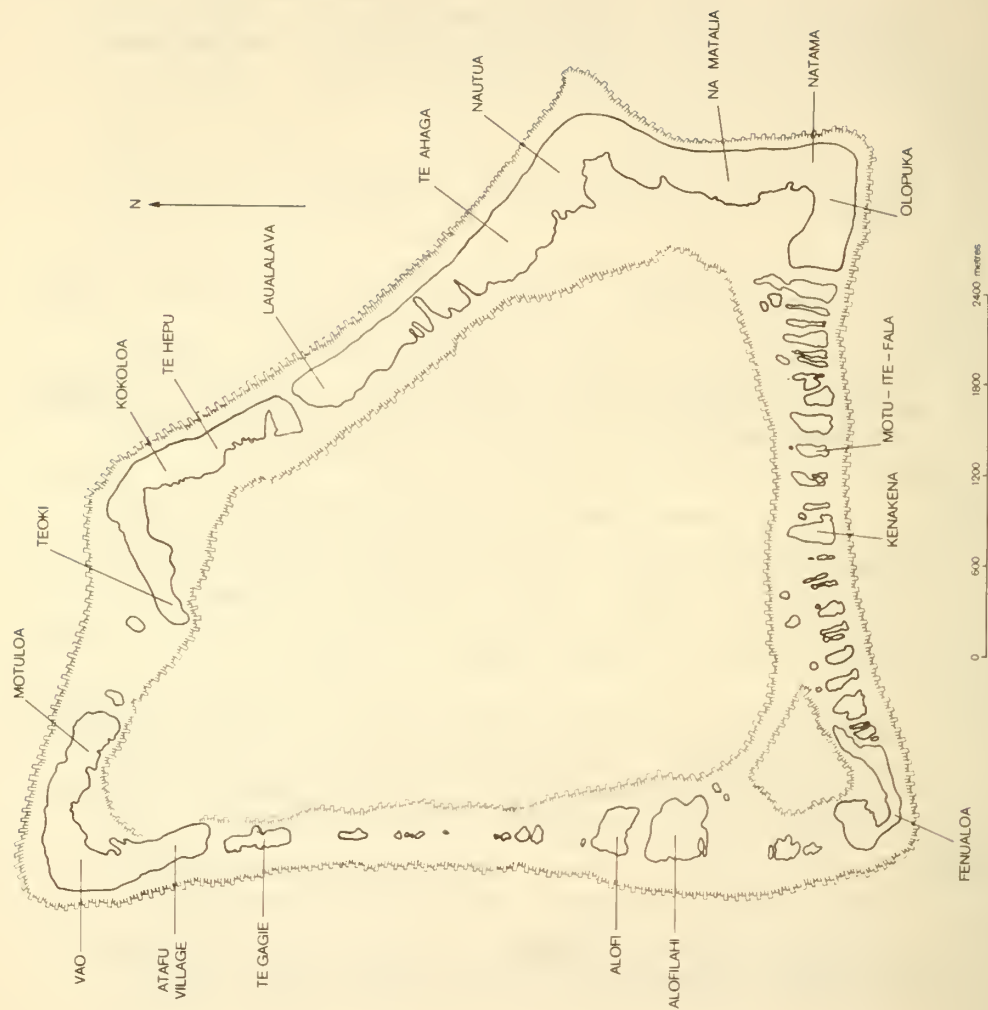 N
MOTULOA
TEOKI
KOKOLOA
TE HEPU
LAUALALAVA
TE AHAGA
NAUTUA
NA MATALIA
NATAMA
OLOPUKA
VAO
ATAFU
VILLAGE
TE GAGIE
ALOFI
ALOFILAHI
FENUALOA
KENAKENA
MOTU – ITE – FALA
0 600 1200 1800 2400 metres